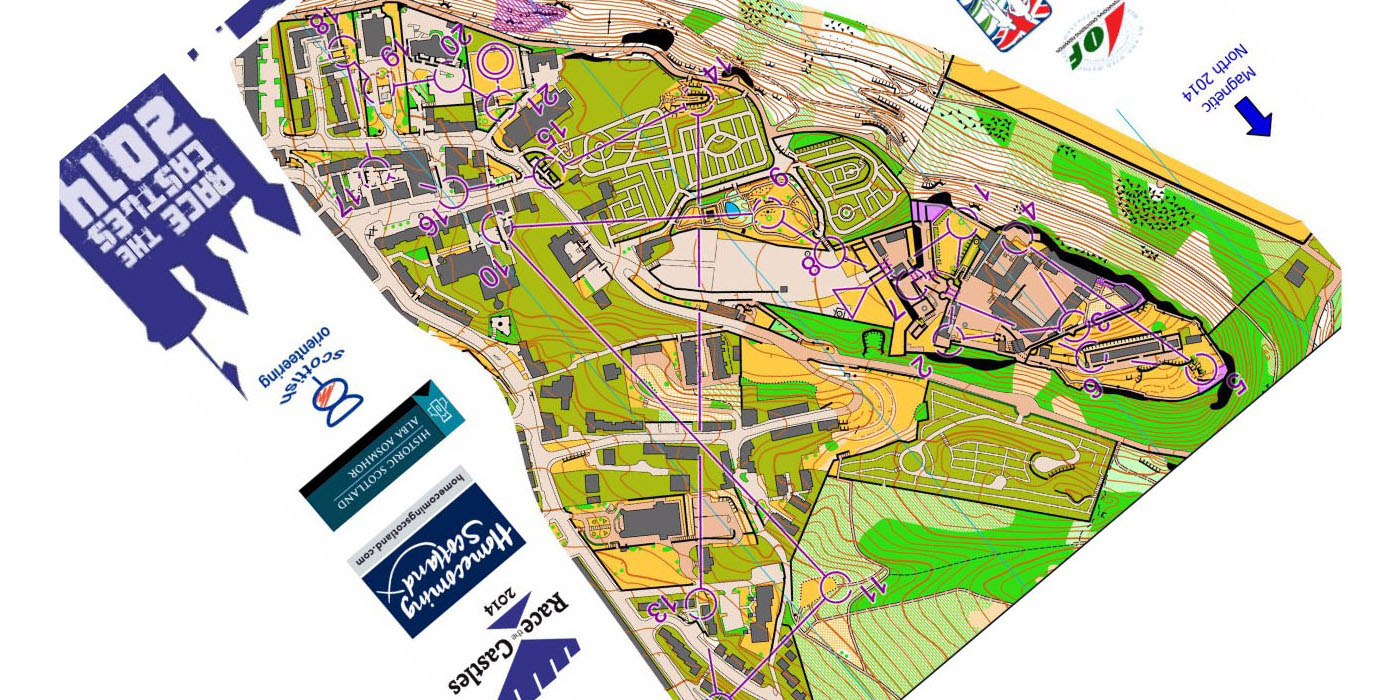 RACE THE
CASTLES
2014
scottish
orienteering
HISTORIC SCOTLAND
ALBA AOSMHOR
homecomingscotland.com
Homecoming
Scotland
2014
Race the
Castles
Magnetic
North 2014
OF
18
19
20
21
14
15
17
16
10
9
8
1
4
7
2
3
6
5
11
13